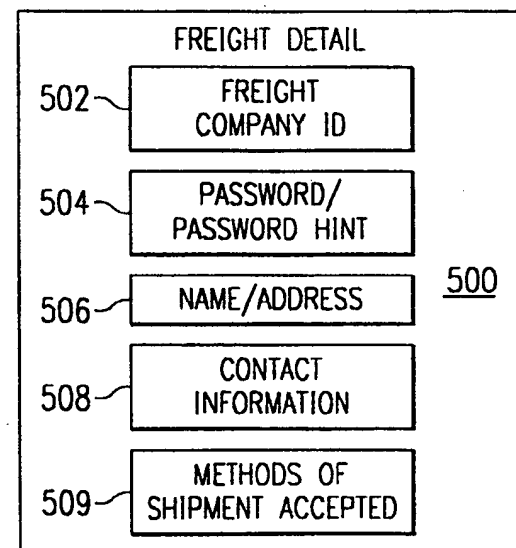 FREIGHT DETAIL
502
FREIGHT
COMPANY ID
504
PASSWORD/
PASSWORD HINT
500
506
NAME/ADDRESS
508
CONTACT
INFORMATION
509
METHODS OF
SHIPMENT ACCEPTED